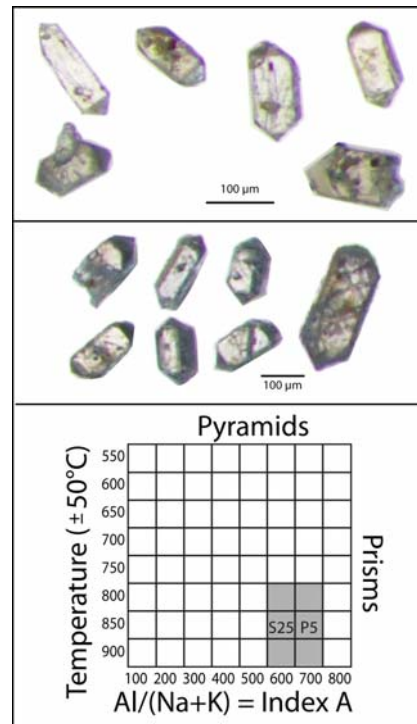 100 µm
100 µm
Pyramids
Temperature (±50°C)
550
600
650
700
750
800
850
900
S25 P5
Prisms
100 200 300 400 500 600 700 800
Al/(Na+K) = Index A